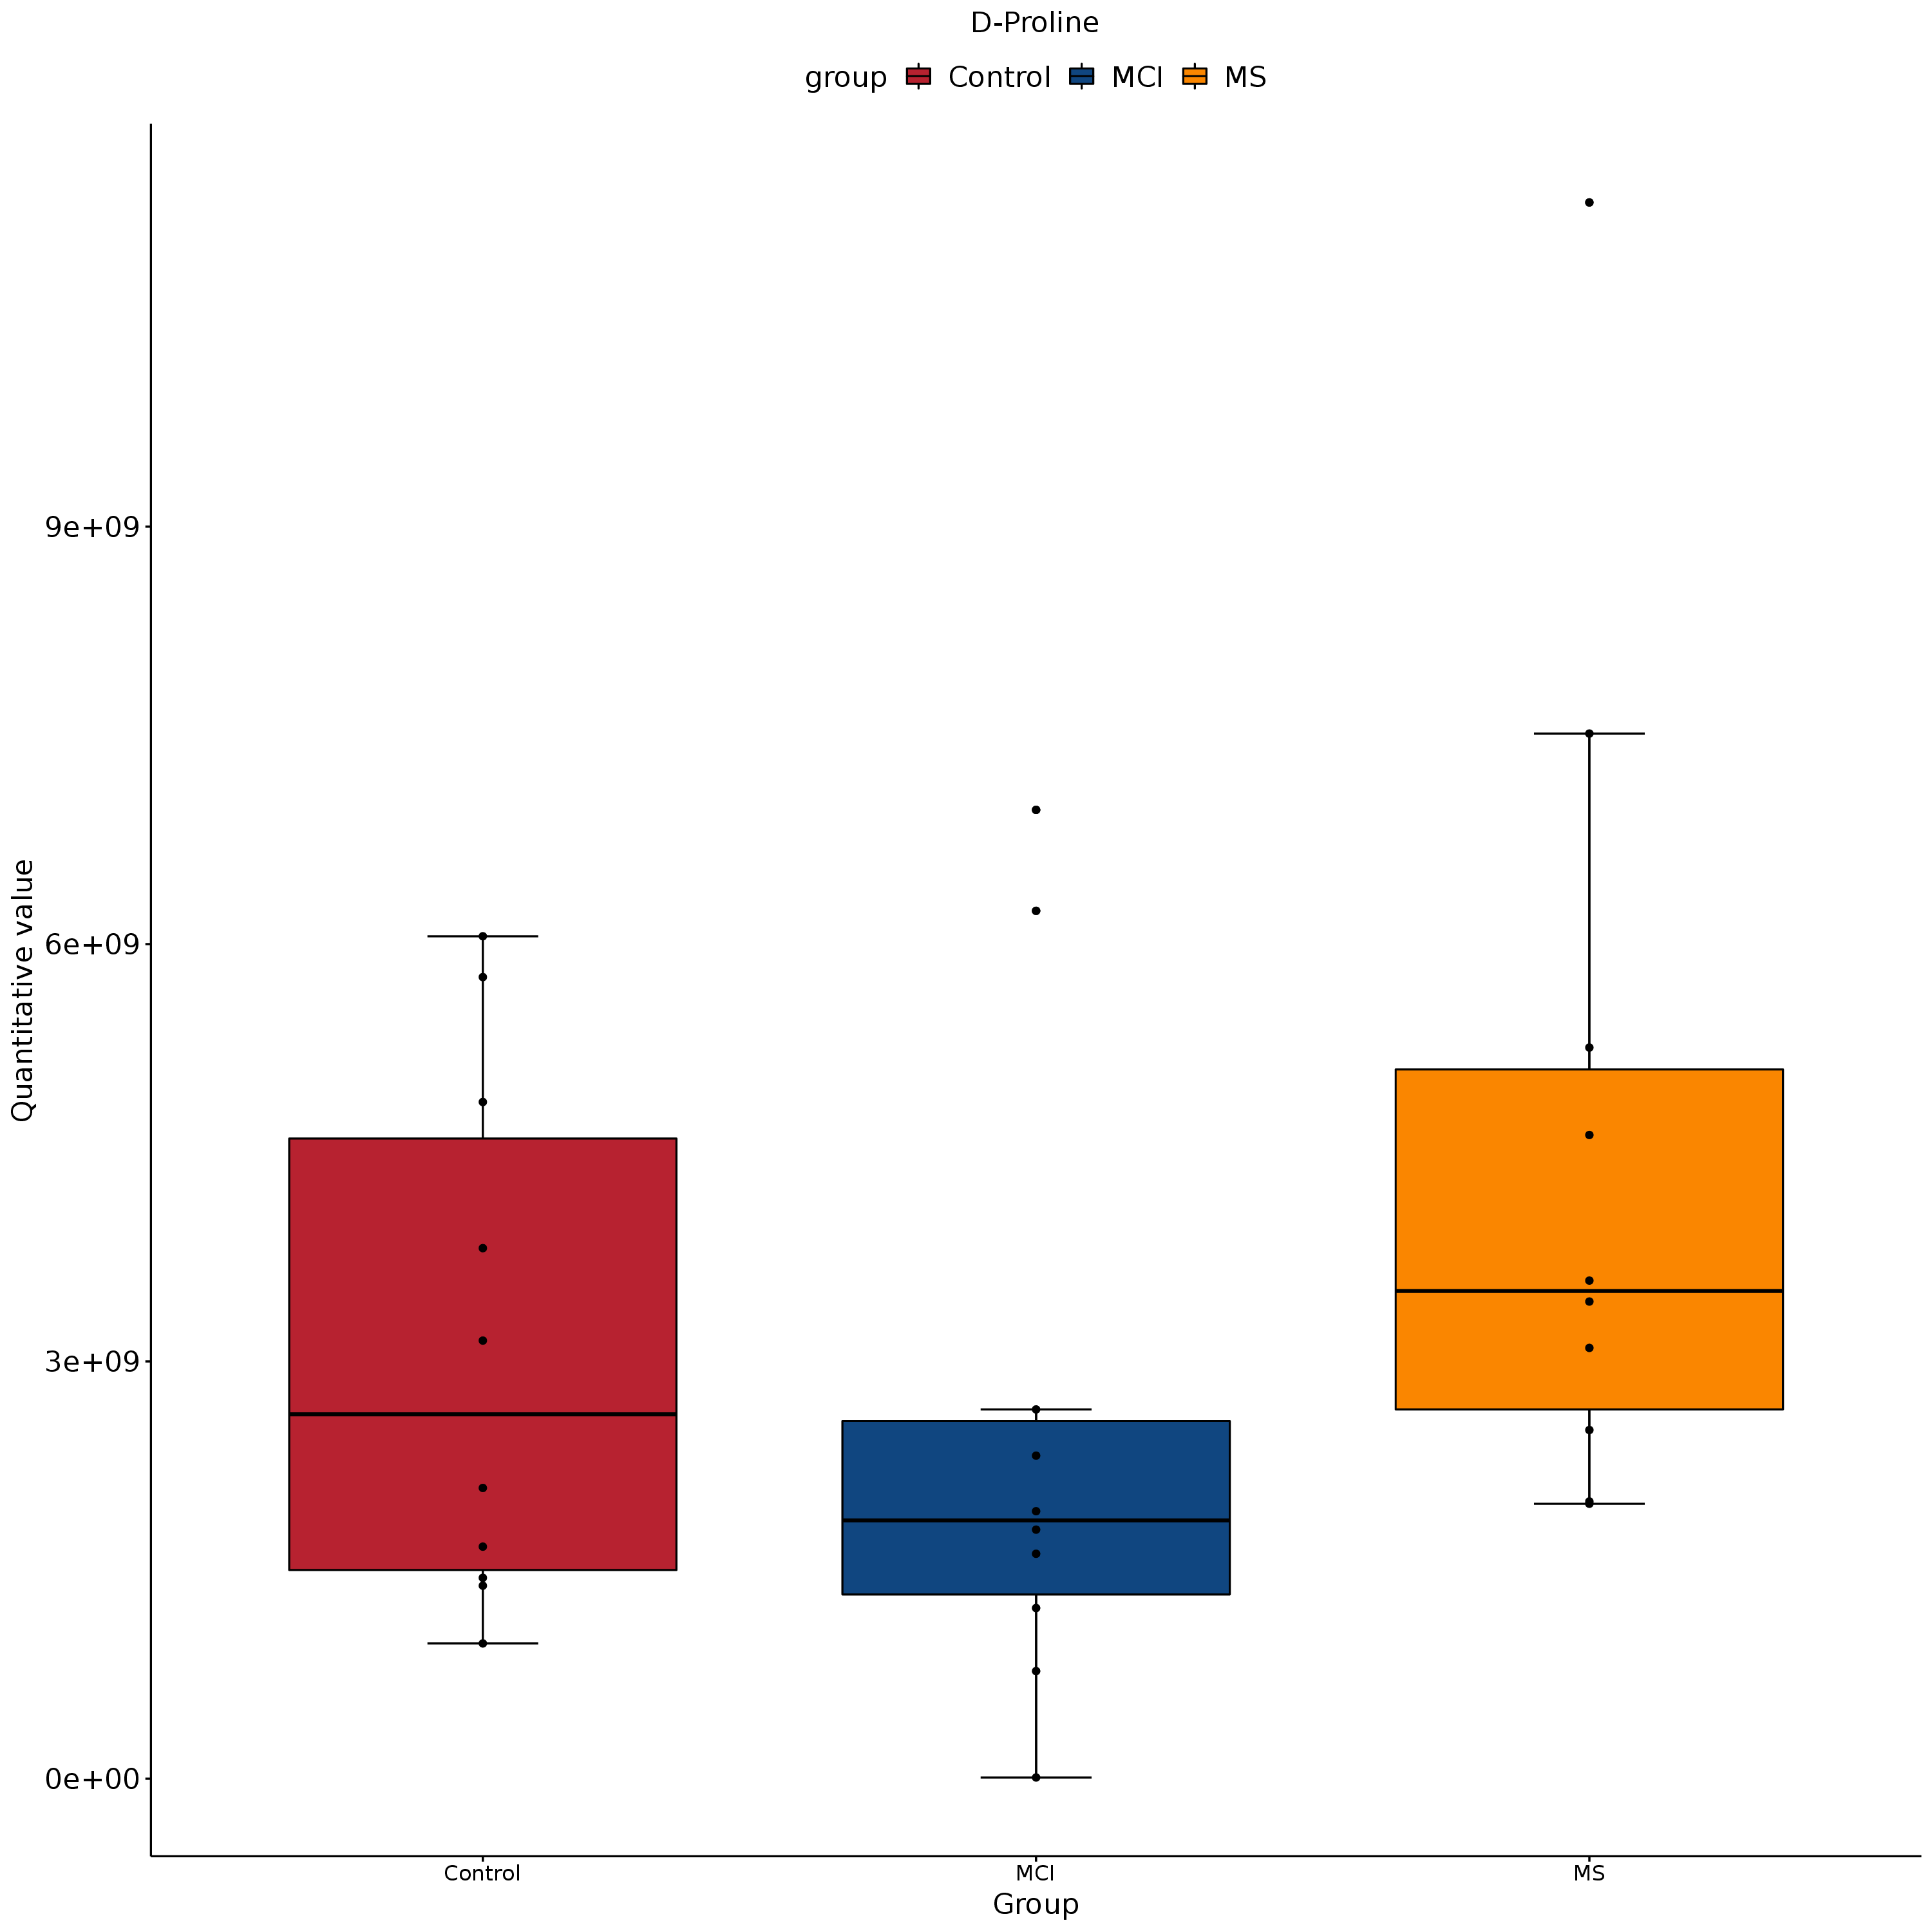 D-Proline
group Control MCI MS
Quantitative value
9e+09
6e+09
3e+09
0e+00
Control MCI MS
Group